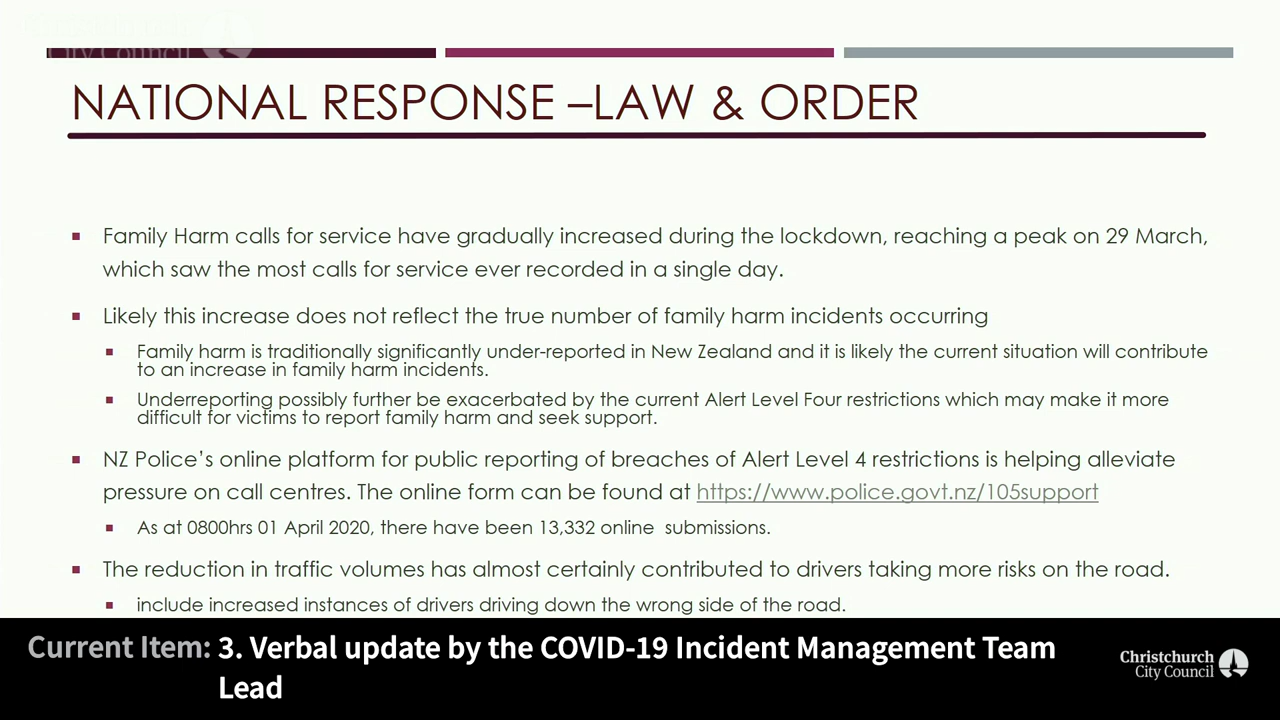 City Council
NATIONAL RESPONSE –LAW & ORDER
Family Harm calls for service have gradually increased during the lockdown, reaching a peak on 29 March,
which saw the most calls for service ever recorded in a single day.
Likely this increase does not reflect the true number of family harm incidents occurring
Family harm is traditionally significantly under-reported in New Zealand and it is likely the current situation will contribute
to an increase in family harm incidents.
Underreporting possibly further be exacerbated by the current Alert Level Four restrictions which may make it more
difficult for victims to report family harm and seek support.
NZ Police’s online platform for public reporting of breaches of Alert Level 4 restrictions is helping alleviate
pressure on call centres. The online form can be found at https://www.police.govt.nz/105support
As at 0800hrs 01 April 2020, there have been 13,332 online submissions.
The reduction in traffic volumes has almost certainly contributed to drivers taking more risks on the road.
include increased instances of drivers driving down the wrong side of the road.
Current Item: 3. Verbal update by the COVID-19 Incident Management Team
Lead
Christchurch
City Council